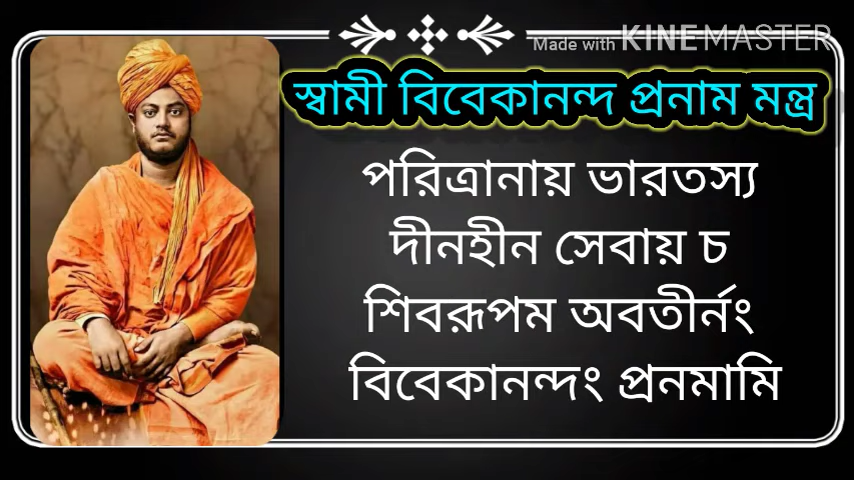 Made with KINEMASTER
স্বামী বিবেকানন্দ প্রনাম মন্ত্র
পরিত্রানায় ভারতস্য
দীনহীন সেবায় চ
শিবরূপম অবতীর্নং
বিবেকানন্দং প্রনমামি